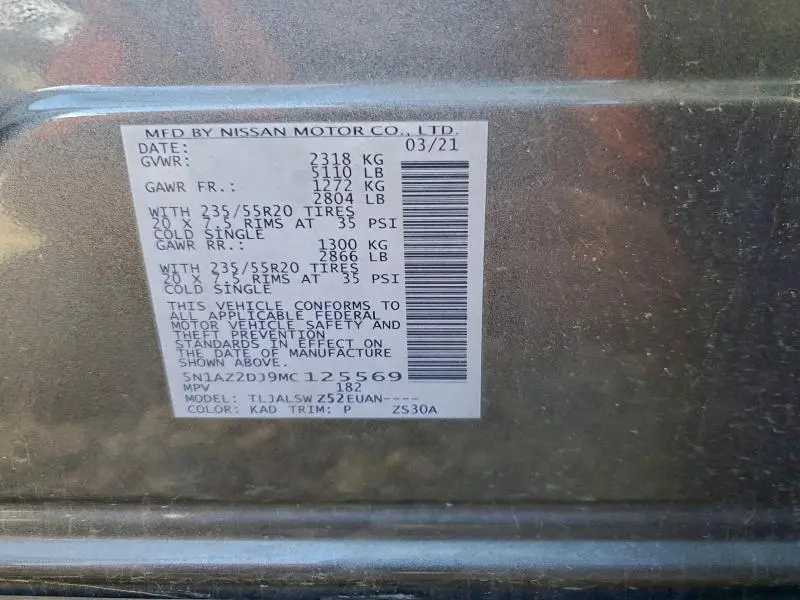 MFD BY NISSAN MOTOR CO., LTD.
DATE: 03/21
GVWR: 2318 KG
5110 LB
GAWR FR.: 1272 KG
2804 LB
WITH 235/55R20 TIRES
20 X 7.5 RIMS AT 35 PSI
COLD SINGLE
GAWR RR.: 1300 KG
2866 LB
WITH 235/55R20 TIRES
20 X 7.5 RIMS AT 35 PSI
COLD SINGLE
THIS VEHICLE CONFORMS TO
ALL APPLICABLE FEDERAL
MOTOR VEHICLE SAFETY AND
THEFT PREVENTION
STANDARDS IN EFFECT ON
THE DATE OF MANUFACTURE
SHOWN ABOVE.
5N1AZ2DJ9MC125569
MPV 182
MODEL: TLJALSWZ52EUAN----
COLOR: KAD TRIM: P ZS30A